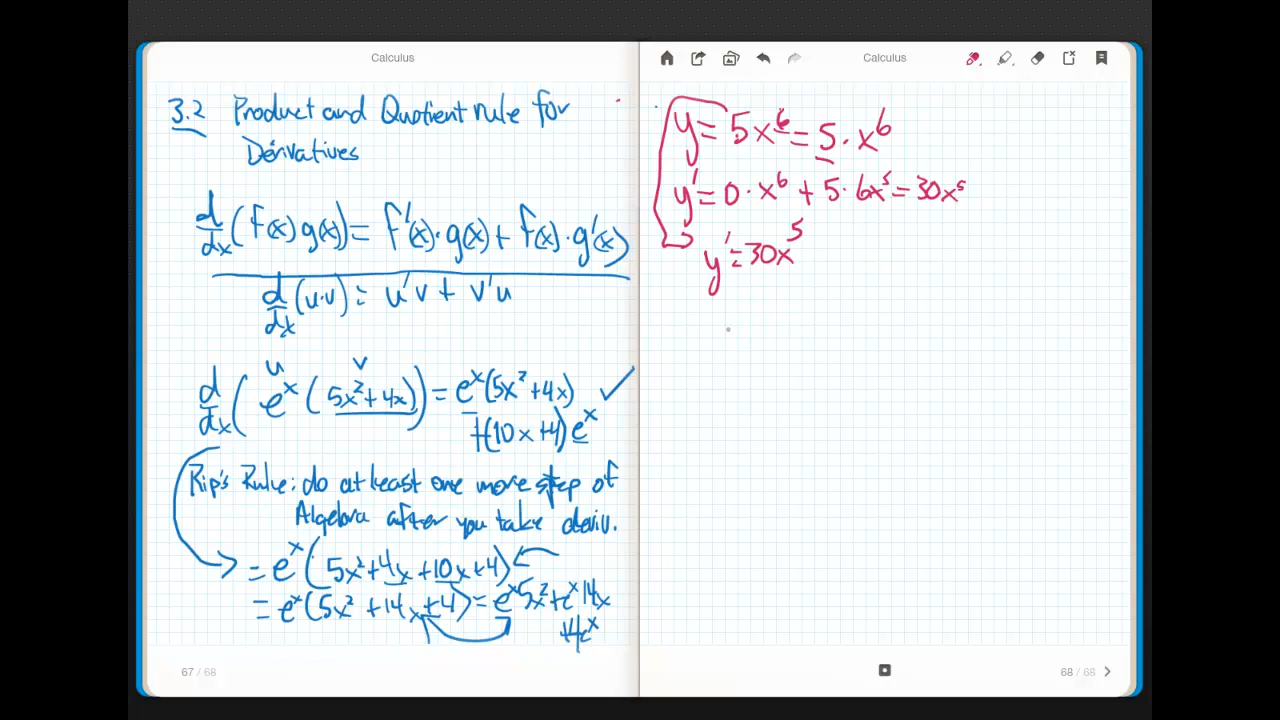 Calculus
3.2 Product and Quotient rule for
Derivatives
d/dx (f(x) g(x)) = f'(x)·g(x) + f(x)·g'(x)
d/dx (u·v) = u'v + v'u
u v
d/dx (e^x (5x^2+4x)) = e^x(5x^2+4x) ✓
+(10x+4)e^x
Rip's Rule: do at least one more step of
Algebra after you take deriv.
= e^x (5x^2+4x+10x+4)
= e^x(5x^2+14x+4) = e^x5x^2+e^x14x
+4e^x
67 / 68
Calculus
y = 5x^6 = 5·x^6
y' = 0·x^6 + 5·6x^5 = 30x^5
y' = 30x^5
68 / 68